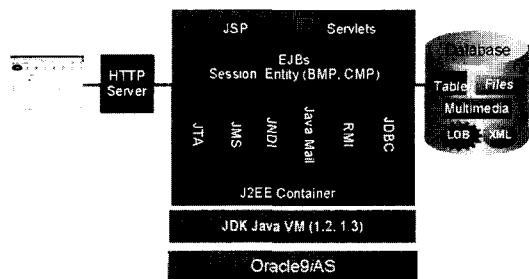 JSP Servlets
EJBs
Session Entity (BMP, CMP)
HTTP
Server
JTA
JMS
JNDI
Java Mail
RMI
JDBC
J2EE Container
JDK Java VM (1.2, 1.3)
Oracle9iAS
Database
Table Files
Multimedia
LOB XML